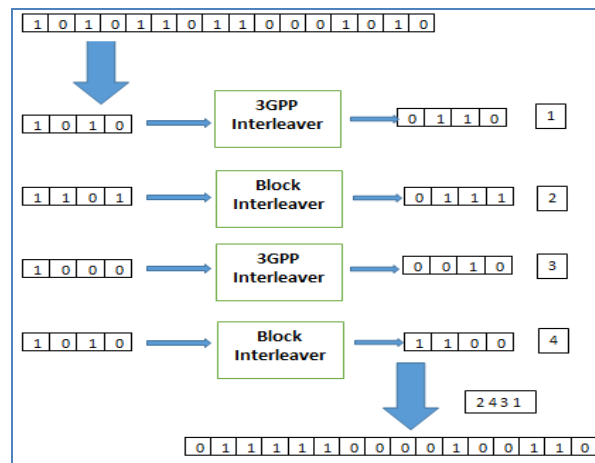 1 0 1 0 1 1 0 1 1 0 0 0 1 0 1 0
3GPP
Interleaver
1 0 1 0
0 1 1 0
1
Block
Interleaver
1 1 0 1
0 1 1 1
2
3GPP
Interleaver
1 0 0 0
0 0 1 0
3
Block
Interleaver
1 0 1 0
1 1 0 0
4
2 4 3 1
0 1 1 1 1 1 0 0 0 0 1 0 0 1 1 0